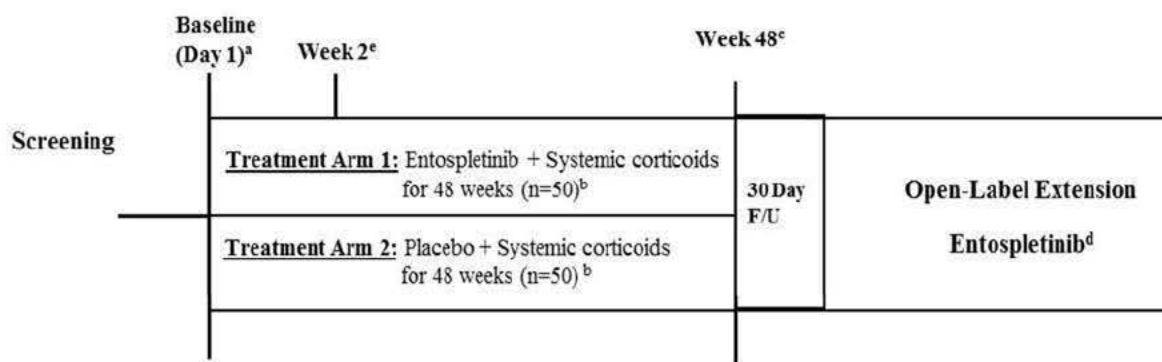 Baseline
(Day 1)ᵃ
Week 2ᵉ
Week 48ᶜ
Screening
Treatment Arm 1: Entospletinib + Systemic corticoids
for 48 weeks (n=50)ᵇ
Treatment Arm 2: Placebo + Systemic corticoids
for 48 weeks (n=50) ᵇ
30 Day
F/U
Open-Label Extension
Entospletinibᵈ